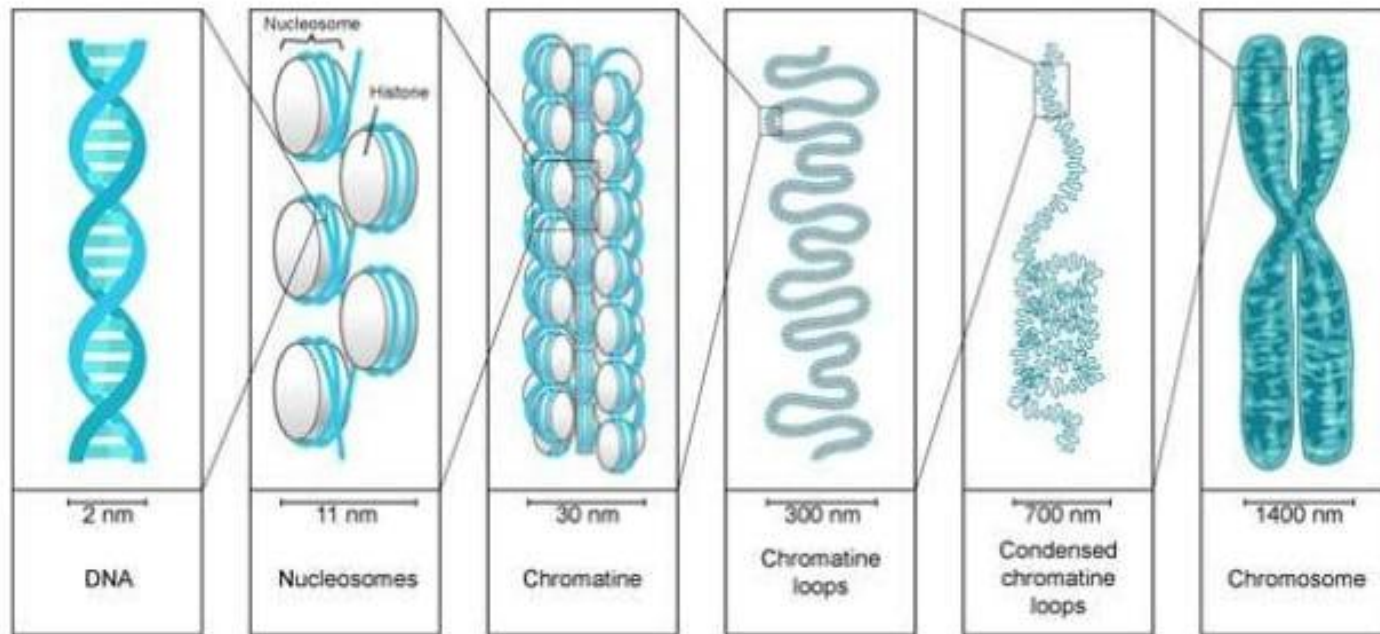 Nucleosome
Histone
2 nm
11 nm
30 nm
300 nm
700 nm
1400 nm
DNA
Nucleosomes
Chromatine
Chromatine
loops
Condensed
chromatine
loops
Chromosome